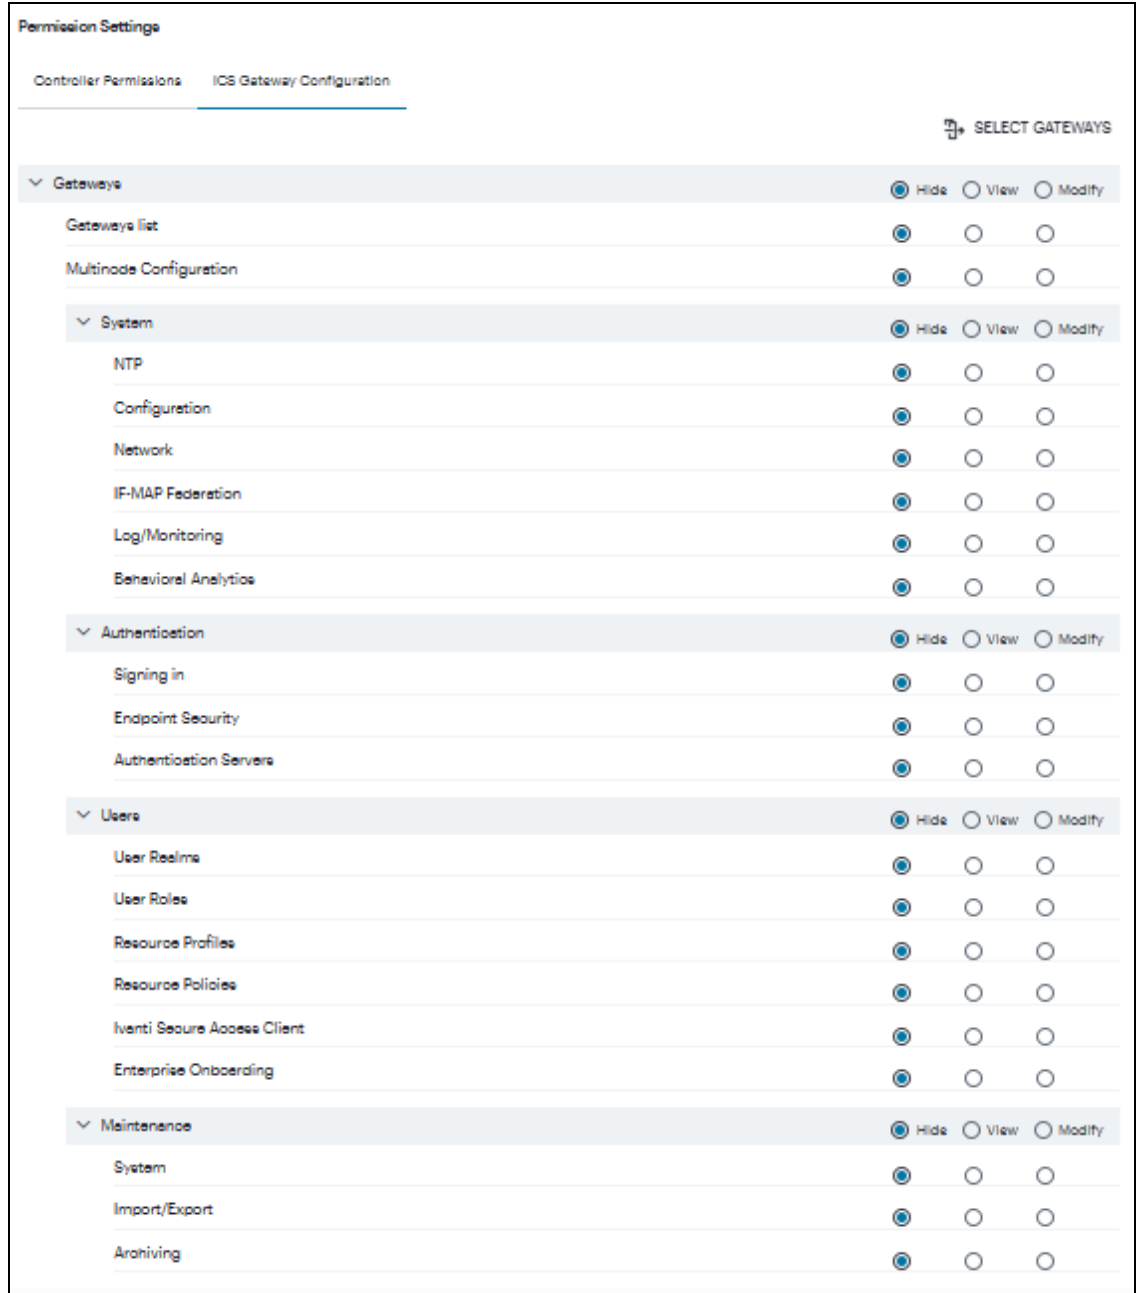 Permission Settings
Controller Permissions ICS Gateway Configuration
SELECT GATEWAYS
Gateways Hide View Modify
Gateways list
Multinode Configuration
System Hide View Modify
NTP
Configuration
Network
IF-MAP Federation
Log/Monitoring
Behavioral Analytics
Authentication Hide View Modify
Signing in
Endpoint Security
Authentication Servers
Users Hide View Modify
User Realms
User Roles
Resource Profiles
Resource Policies
Ivanti Secure Access Client
Enterprise Onboarding
Maintenance Hide View Modify
System
Import/Export
Archiving